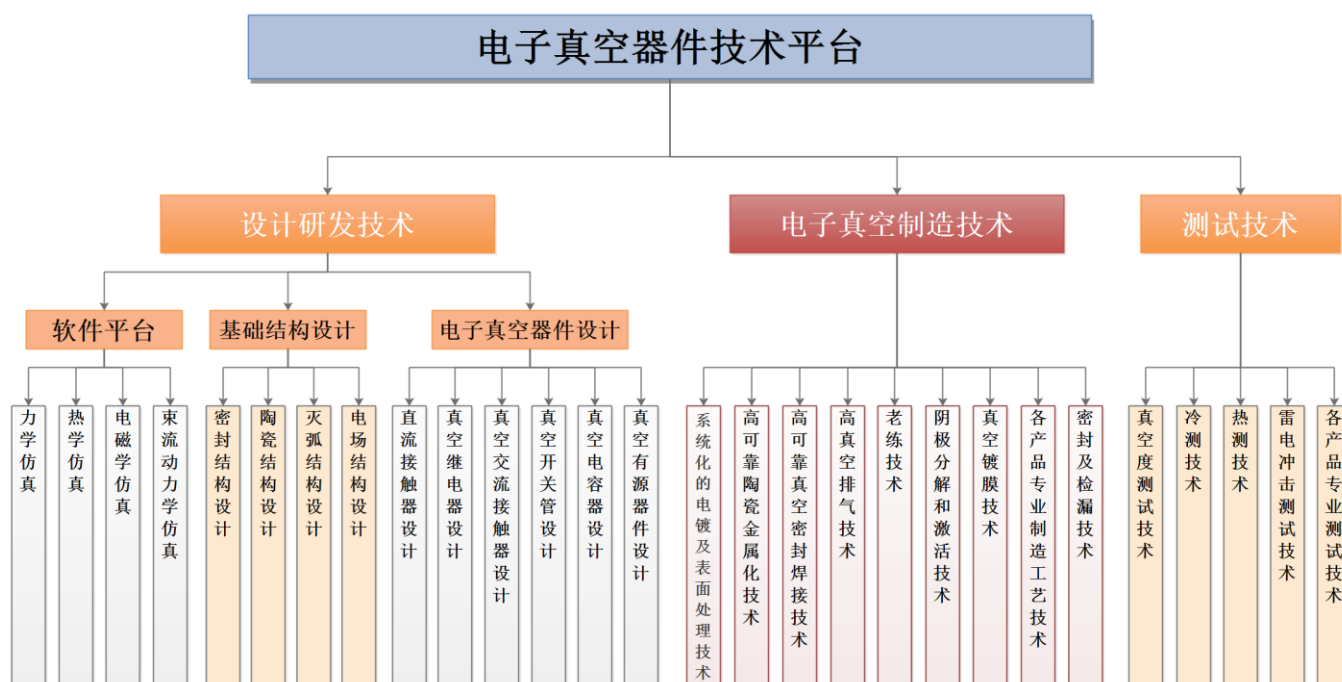 电子真空器件技术平台
设计研发技术
电子真空制造技术
测试技术
软件平台
基础结构设计
电子真空器件设计
力学仿真
热学仿真
电磁学仿真
束流动力学仿真
密封结构设计
陶瓷结构设计
灭弧结构设计
电场结构设计
直流接触器设计
真空继电器设计
真空交流接触器设计
真空开关管设计
真空电容器设计
真空有源器件设计
系统化的电镀及表面处理技术
高可靠陶瓷金属化技术
高可靠真空密封焊接技术
高真空排气技术
老练技术
阴极分解和激活技术
真空镀膜技术
各产品专业制造工艺技术
密封及检漏技术
真空度测试技术
冷测技术
热测技术
雷电冲击测试技术
各产品专业测试技术